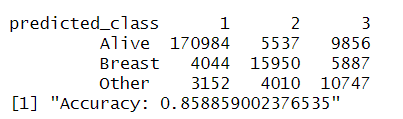 predicted_class 1 2 3
Alive 170984 5537 9856
Breast 4044 15950 5887
Other 3152 4010 10747
[1] "Accuracy: 0.858859002376535"